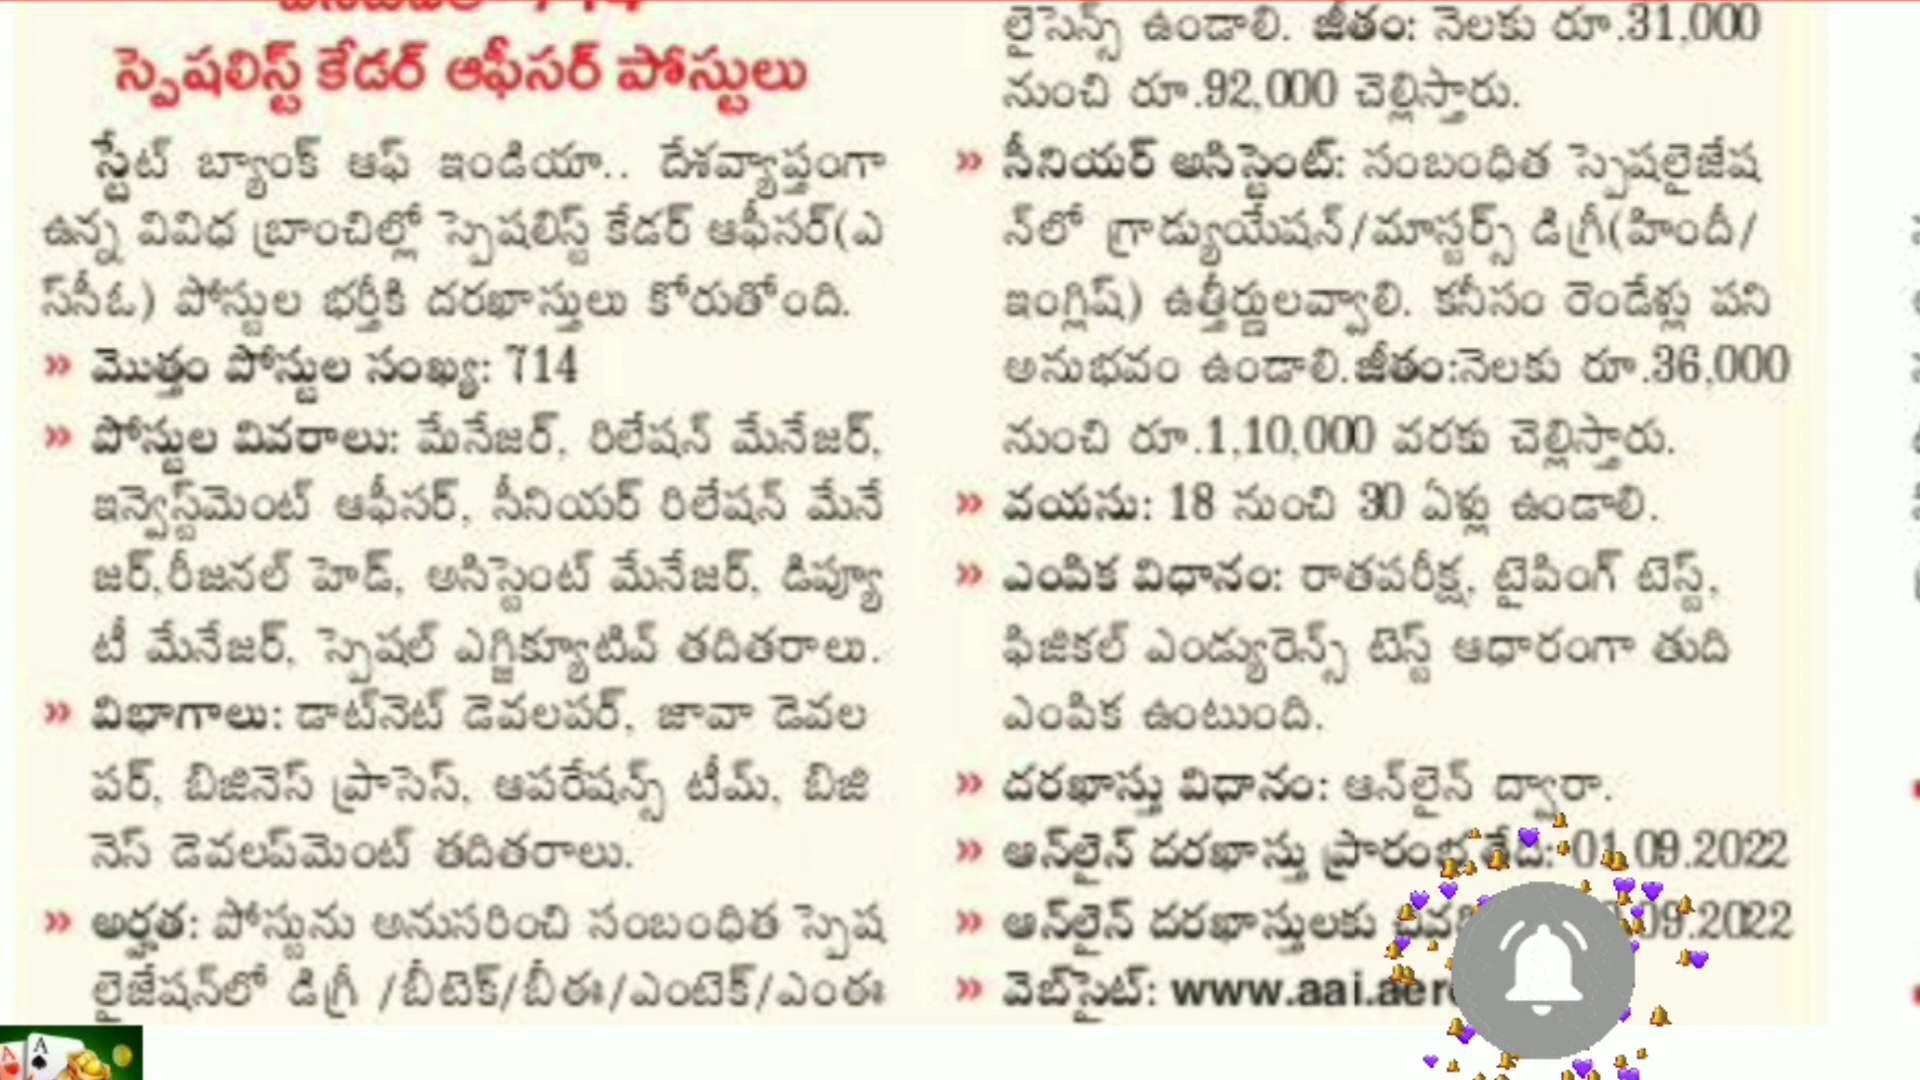 స్పెషలిస్ట్ కేడర్ ఆఫీసర్ పోస్టులు
స్టేట్ బ్యాంక్ ఆఫ్ ఇండియా.. దేశవ్యాప్తంగా
ఉన్న వివిధ బ్రాంచిల్లో స్పెషలిస్ట్ కేడర్ ఆఫీసర్(ఎ
స్‌సీఓ) పోస్టుల భర్తీకి దరఖాస్తులు కోరుతోంది.
» మొత్తం పోస్టుల సంఖ్య: 714
» పోస్టుల వివరాలు: మేనేజర్, రిలేషన్ మేనేజర్,
ఇన్వెస్ట్‌మెంట్ ఆఫీసర్, సీనియర్ రిలేషన్ మేనే
జర్,రీజనల్ హెడ్, అసిస్టెంట్ మేనేజర్, డిప్యూ
టీ మేనేజర్, స్పెషల్ ఎగ్జిక్యూటివ్ తదితరాలు.
» విభాగాలు: డాట్‌నెట్ డెవలపర్, జావా డెవల
పర్, బిజినెస్ ప్రాసెస్, ఆపరేషన్స్ టీమ్, బిజి
నెస్ డెవలప్‌మెంట్ తదితరాలు.
» అర్హత: పోస్టును అనుసరించి సంబంధిత స్పెష
లైజేషన్‌లో డిగ్రీ /బీటెక్/బీఈ/ఎంటెక్/ఎంఈ
లైసెన్స్ ఉండాలి. జీతం: నెలకు రూ.31,000
నుంచి రూ.92,000 చెల్లిస్తారు.
» సీనియర్ అసిస్టెంట్: సంబంధిత స్పెషలైజేష
న్‌లో గ్రాడ్యుయేషన్/మాస్టర్స్ డిగ్రీ(హిందీ/
ఇంగ్లిష్) ఉత్తీర్ణులవ్వాలి. కనీసం రెండేళ్లు పని
అనుభవం ఉండాలి.జీతం:నెలకు రూ.36,000
నుంచి రూ.1,10,000 వరకు చెల్లిస్తారు.
» వయసు: 18 నుంచి 30 ఏళ్లు ఉండాలి.
» ఎంపిక విధానం: రాతపరీక్ష, టైపింగ్ టెస్ట్,
ఫిజికల్ ఎండ్యురెన్స్ టెస్ట్ ఆధారంగా తుది
ఎంపిక ఉంటుంది.
» దరఖాస్తు విధానం: ఆన్‌లైన్ ద్వారా.
» ఆన్‌లైన్ దరఖాస్తు ప్రారంభ తేది: 01.09.2022
» ఆన్‌లైన్ దరఖాస్తులకు .09.2022
» వెబ్‌సైట్: www.aai.aero